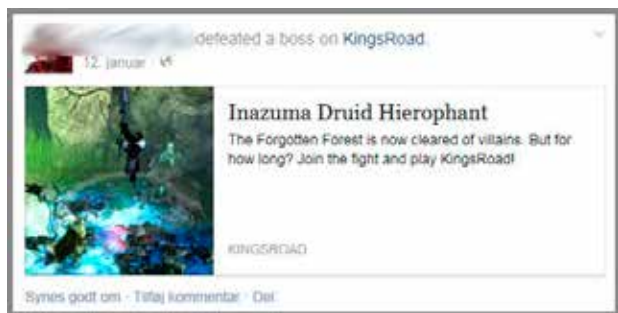 defeated a boss on KingsRoad.
12. januar
Inazuma Druid Hierophant
The Forgotten Forest is now cleared of villains. But for
how long? Join the fight and play KingsRoad!
KINGSROAD
Synes godt om · Tilføj kommentar · Del